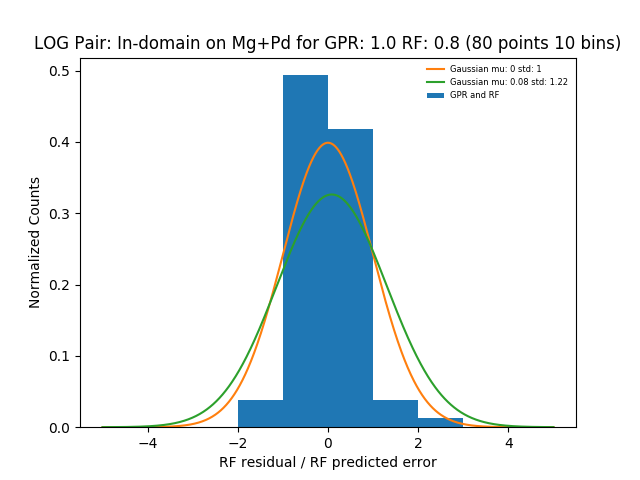 LOG Pair: In-domain on Mg+Pd for GPR: 1.0 RF: 0.8 (80 points 10 bins)
Gaussian mu: 0 std: 1
Gaussian mu: 0.08 std: 1.22
GPR and RF
0.5
0.4
0.3
0.2
0.1
0.0
Normalized Counts
−4 −2 0 2 4
RF residual / RF predicted error